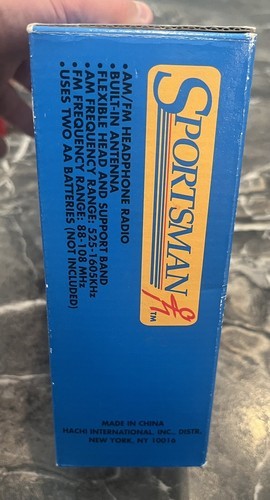 SPORTSMAN
TM
•AM/FM HEADPHONE RADIO
BUILT-IN ANTENNA
•FLEXIBLE HEAD AND SUPPORT BAND
•AM FREQUENCY RANGE: 525-1605KHz
•FM FREQUENCY RANGE: 88-108 MHz
•USES TWO AA BATTERIES (NOT INCLUDED)
MADE IN CHINA
HACHI INTERNATIONAL, INC., DISTR.
NEW YORK, NY 10016